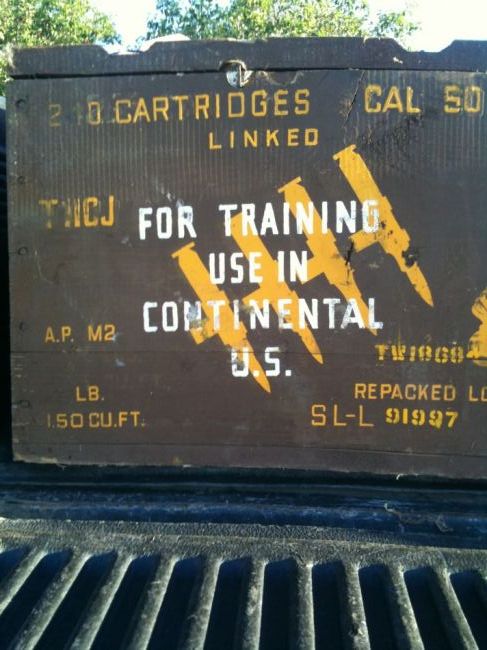 CARTRIDGES CAL 50
LINKED
FOR TRAINING
USE IN
CONTINENTAL
U.S.
A.P. M2
LB.
REPACKED
1.50 CU.FT.
SL-L 91997